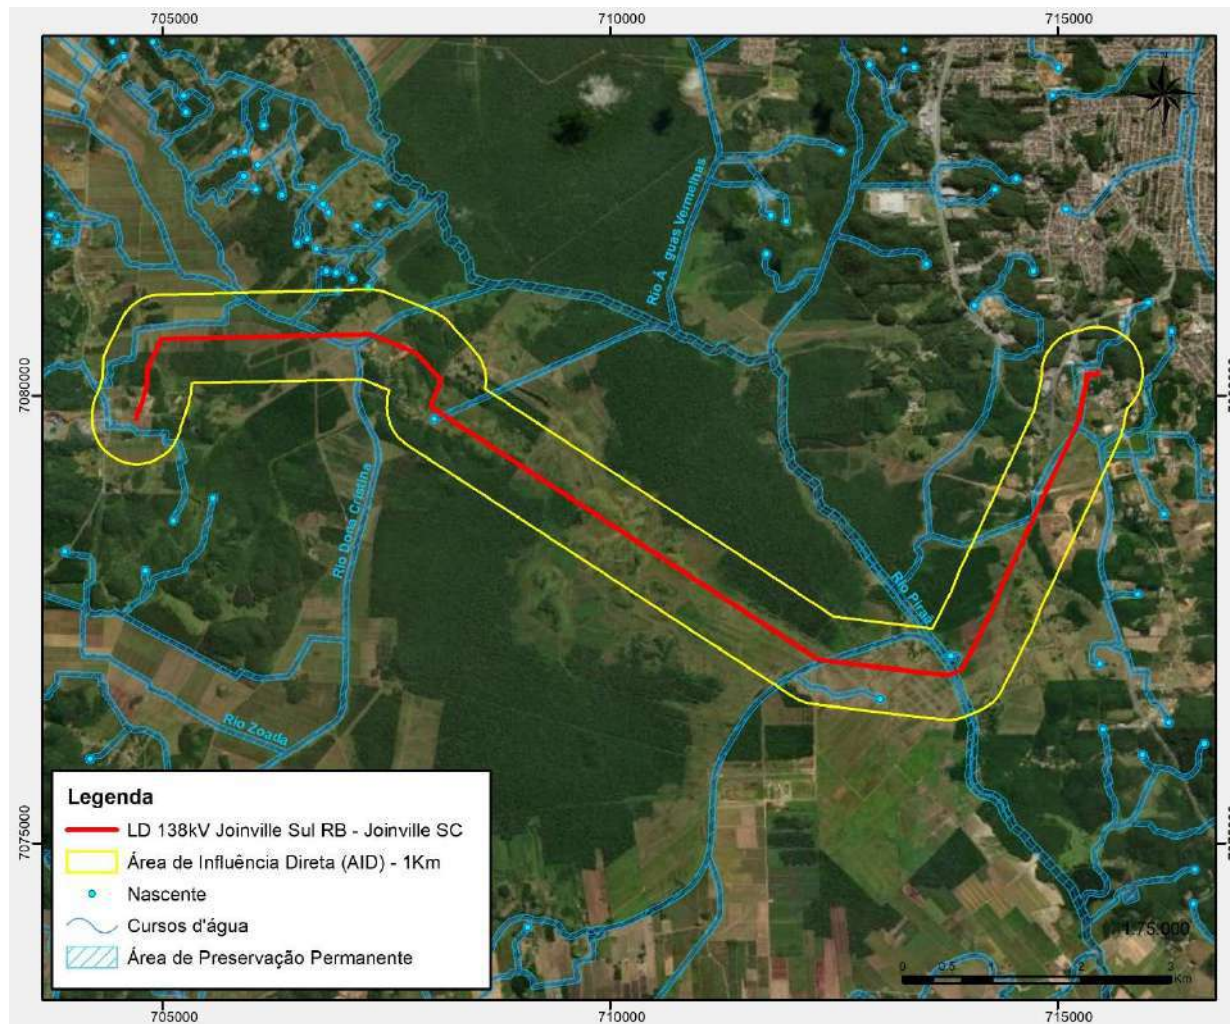 705000
710000
715000
Rio Á guas Vermelhas
7080000
Rio Dona Cristina
Rio Piraí
Rio Zoada
7075000
Legenda
LD 138kV Joinville Sul RB - Joinville SC
Área de Influência Direta (AID) - 1Km
Nascente
Cursos d'água
Área de Preservação Permanente
1:75.000
0 0,5 1 2 3
Km
705000
710000
715000